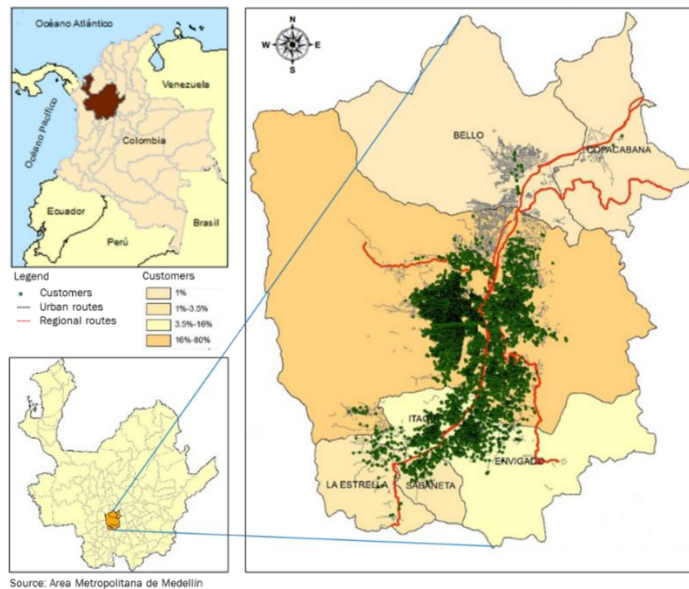 Océano Atlántico
Venezuela
Océano Pacífico
Colombia
Ecuador
Brasil
Perú
Legend
Customers
Urban routes
Regional routes
Customers
1%
1%-3.5%
3.5%-16%
16%-80%
N
W E
S
BELLO
COPACABANA
ITAGUI
ENVIGADO
LA ESTRELLA
SABANETA
Source: Area Metropolitana de Medellín